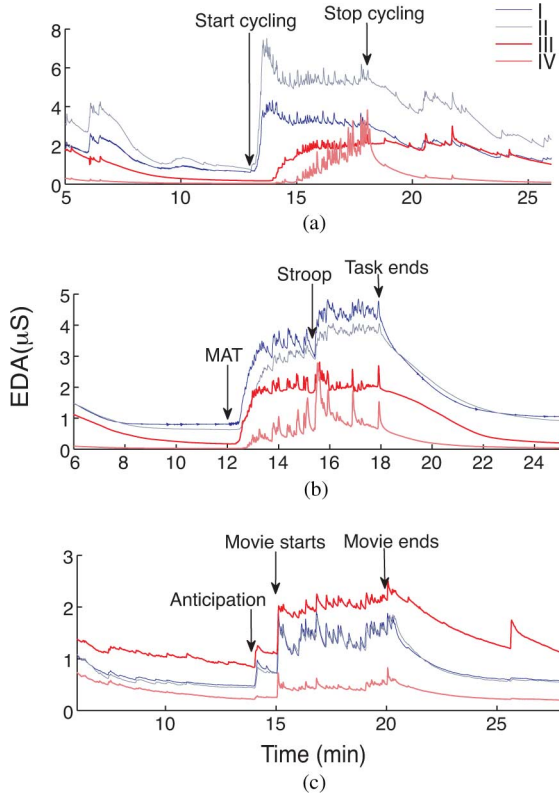 Start cycling
Stop cycling
I
II
III
IV
8
6
4
2
0
5 10 15 20 25
(a)
EDA(µS)
MAT
Stroop
Task ends
5
4
3
2
1
0
6 8 10 12 14 16 18 20 22 24
(b)
Anticipation
Movie starts
Movie ends
3
2
1
0
10 15 20 25
Time (min)
(c)